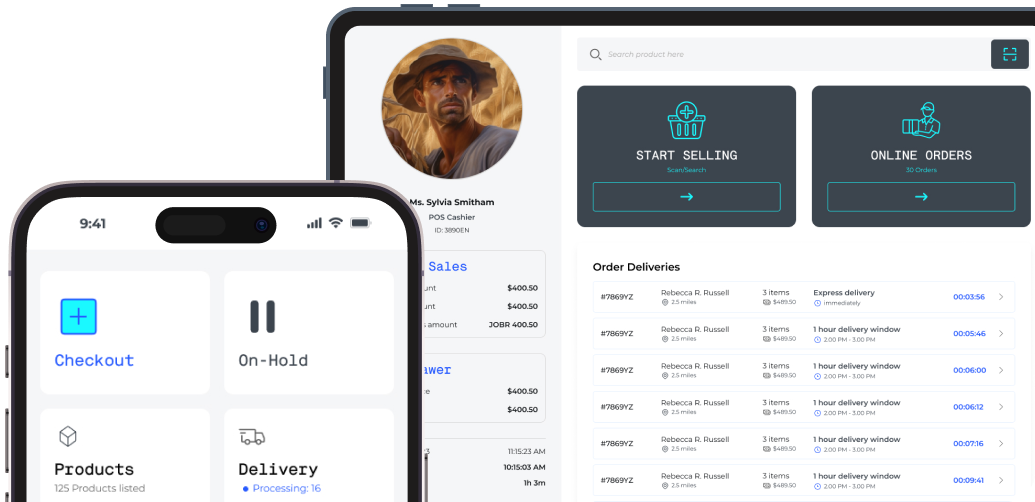 Search product here
START SELLING
Scan/Search
ONLINE ORDERS
30 Orders
Ms. Sylvia Smitham
POS Cashier
ID: 3890EN
Sales
$400.50
$400.50
amount JOBR 400.50
$400.50
$400.50
11:15:23 AM
10:15:03 AM
1h 3m
Order Deliveries
#7869YZ Rebecca R. Russell 3 items Express delivery 00:03:56
2.5 miles $489.50 immediately
#7869YZ Rebecca R. Russell 3 items 1 hour delivery window 00:05:46
2.5 miles $489.50 2:00 PM - 3:00 PM
#7869YZ Rebecca R. Russell 3 items 1 hour delivery window 00:06:00
2.5 miles $489.50 2:00 PM - 3:00 PM
#7869YZ Rebecca R. Russell 3 items 1 hour delivery window 00:06:12
2.5 miles $489.50 2:00 PM - 3:00 PM
#7869YZ Rebecca R. Russell 3 items 1 hour delivery window 00:07:16
2.5 miles $489.50 2:00 PM - 3:00 PM
#7869YZ Rebecca R. Russell 3 items 1 hour delivery window 00:09:41
2.5 miles $489.50 2:00 PM - 3:00 PM
9:41
Checkout
On-Hold
Products
125 Products listed
Delivery
Processing: 16